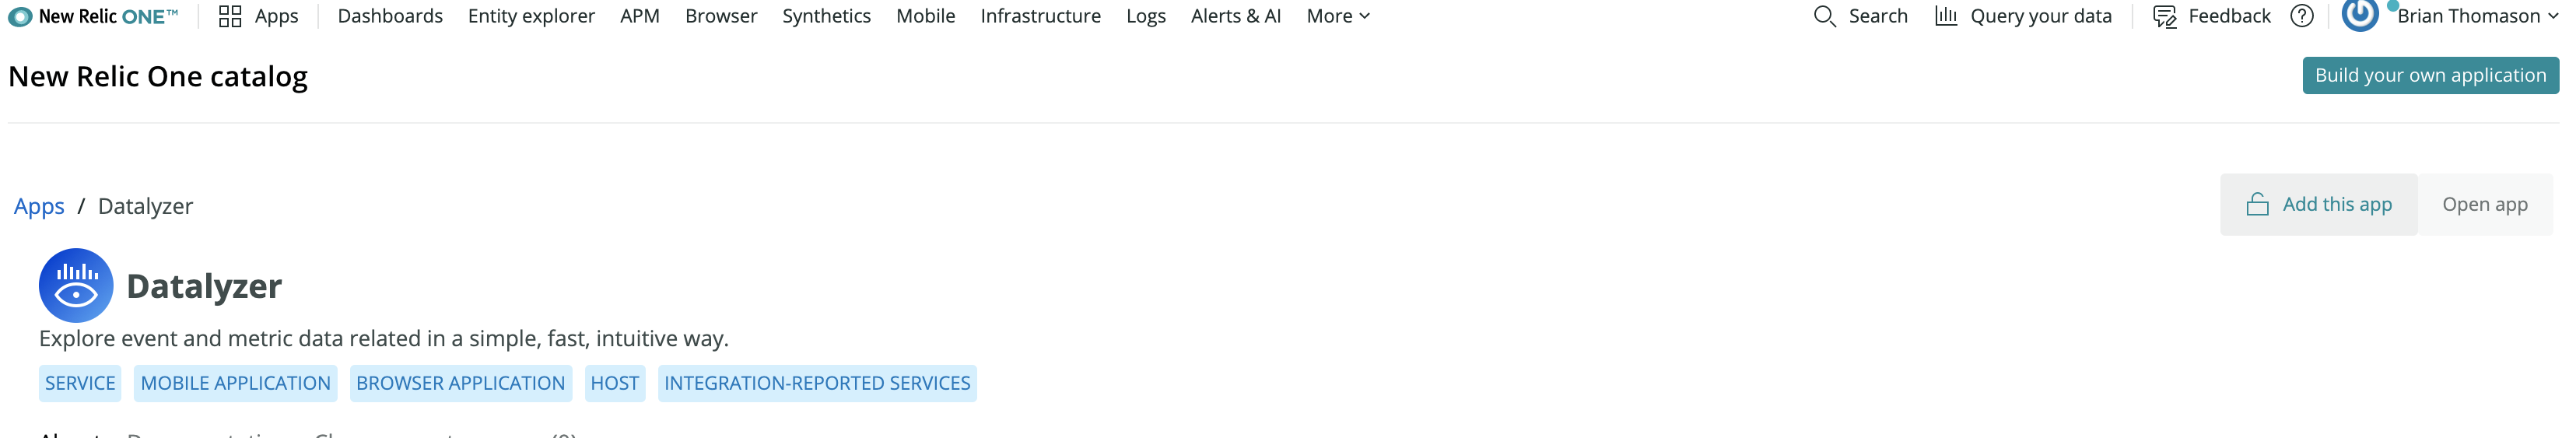 New Relic ONE™ Apps Dashboards Entity explorer APM Browser Synthetics Mobile Infrastructure Logs Alerts & AI More Search Query your data Feedback Brian Thomason
New Relic One catalog Build your own application
Apps / Datalyzer Add this app Open app
Datalyzer
Explore event and metric data related in a simple, fast, intuitive way.
SERVICE MOBILE APPLICATION BROWSER APPLICATION HOST INTEGRATION-REPORTED SERVICES